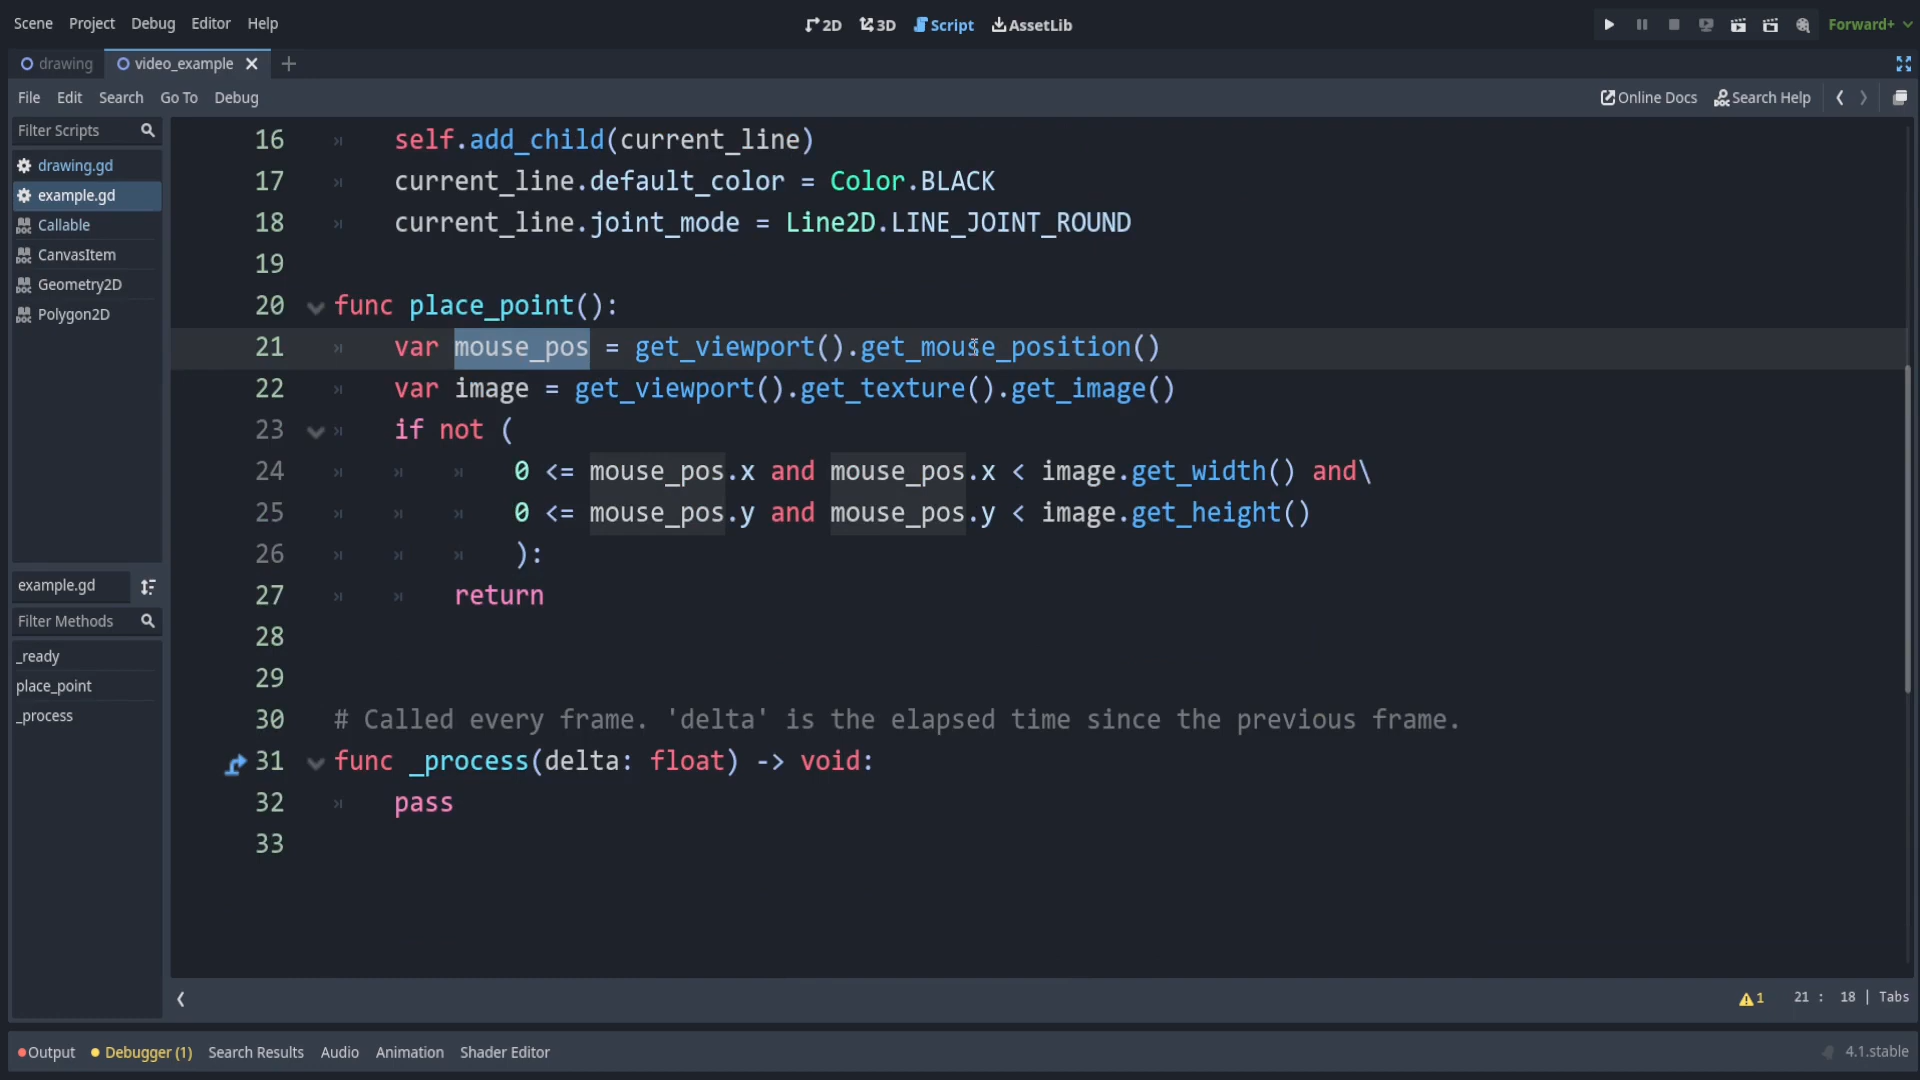 Scene Project Debug Editor Help 2D 3D Script AssetLib Forward+
drawing video_example
File Edit Search Go To Debug Online Docs Search Help
Filter Scripts
drawing.gd
example.gd
Callable
CanvasItem
Geometry2D
Polygon2D
example.gd
Filter Methods
_ready
place_point
_process
16 self.add_child(current_line)
17 current_line.default_color = Color.BLACK
18 current_line.joint_mode = Line2D.LINE_JOINT_ROUND
19
20 func place_point():
21 var mouse_pos = get_viewport().get_mouse_position()
22 var image = get_viewport().get_texture().get_image()
23 if not (
24 0 <= mouse_pos.x and mouse_pos.x < image.get_width() and\
25 0 <= mouse_pos.y and mouse_pos.y < image.get_height()
26 ):
27 return
28
29
30 # Called every frame. 'delta' is the elapsed time since the previous frame.
31 func _process(delta: float) -> void:
32 pass
33
1 21 : 18 | Tabs
Output Debugger (1) Search Results Audio Animation Shader Editor 4.1.stable